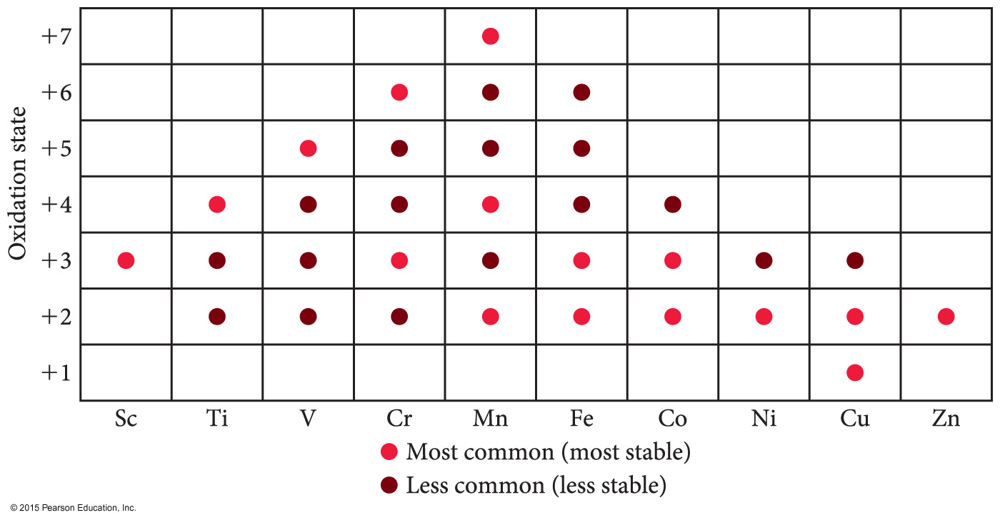 Oxidation state
+7
+6
+5
+4
+3
+2
+1
Sc Ti V Cr Mn Fe Co Ni Cu Zn
Most common (most stable)
Less common (less stable)
© 2015 Pearson Education, Inc.